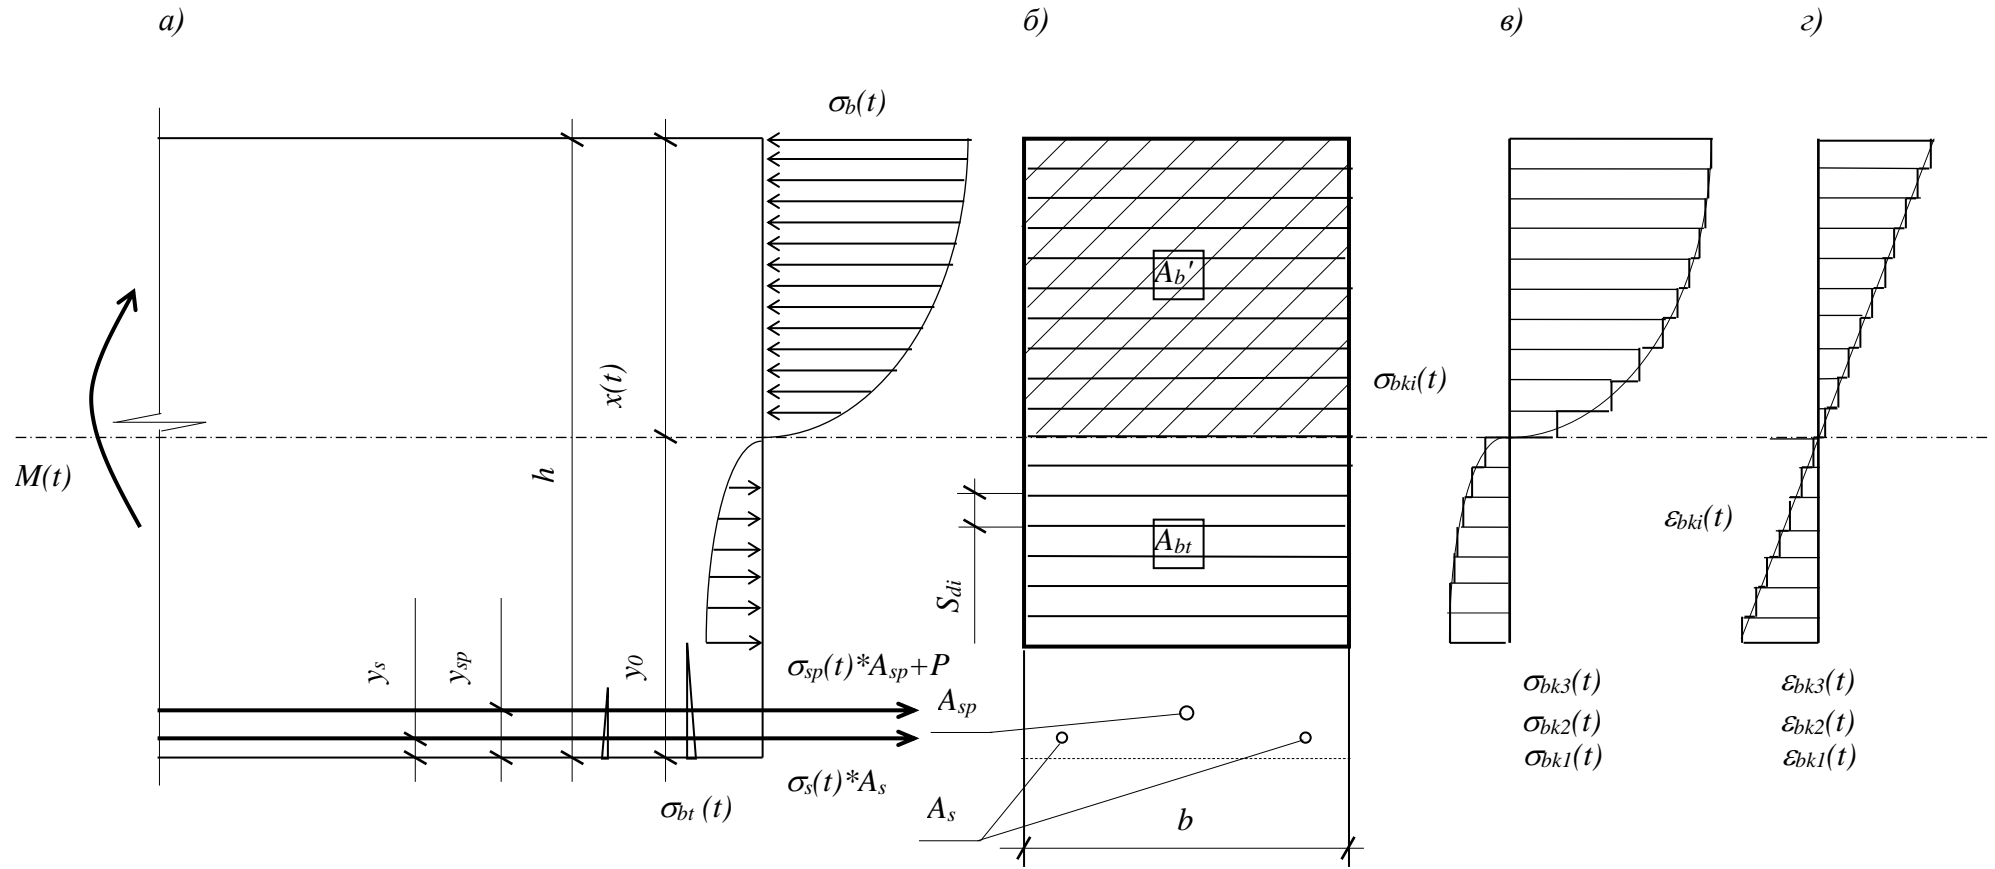 а) б) в) г)
σb(t)
Ab'
x(t)
σbki(t)
M(t)
h
εbki(t)
Abt
Sdi
ys ysp y0
σsp(t)*Asp+P
σbk3(t) εbk3(t)
Asp
σbk2(t) εbk2(t)
σbk1(t) εbk1(t)
σs(t)*As
σbt (t)
As
b